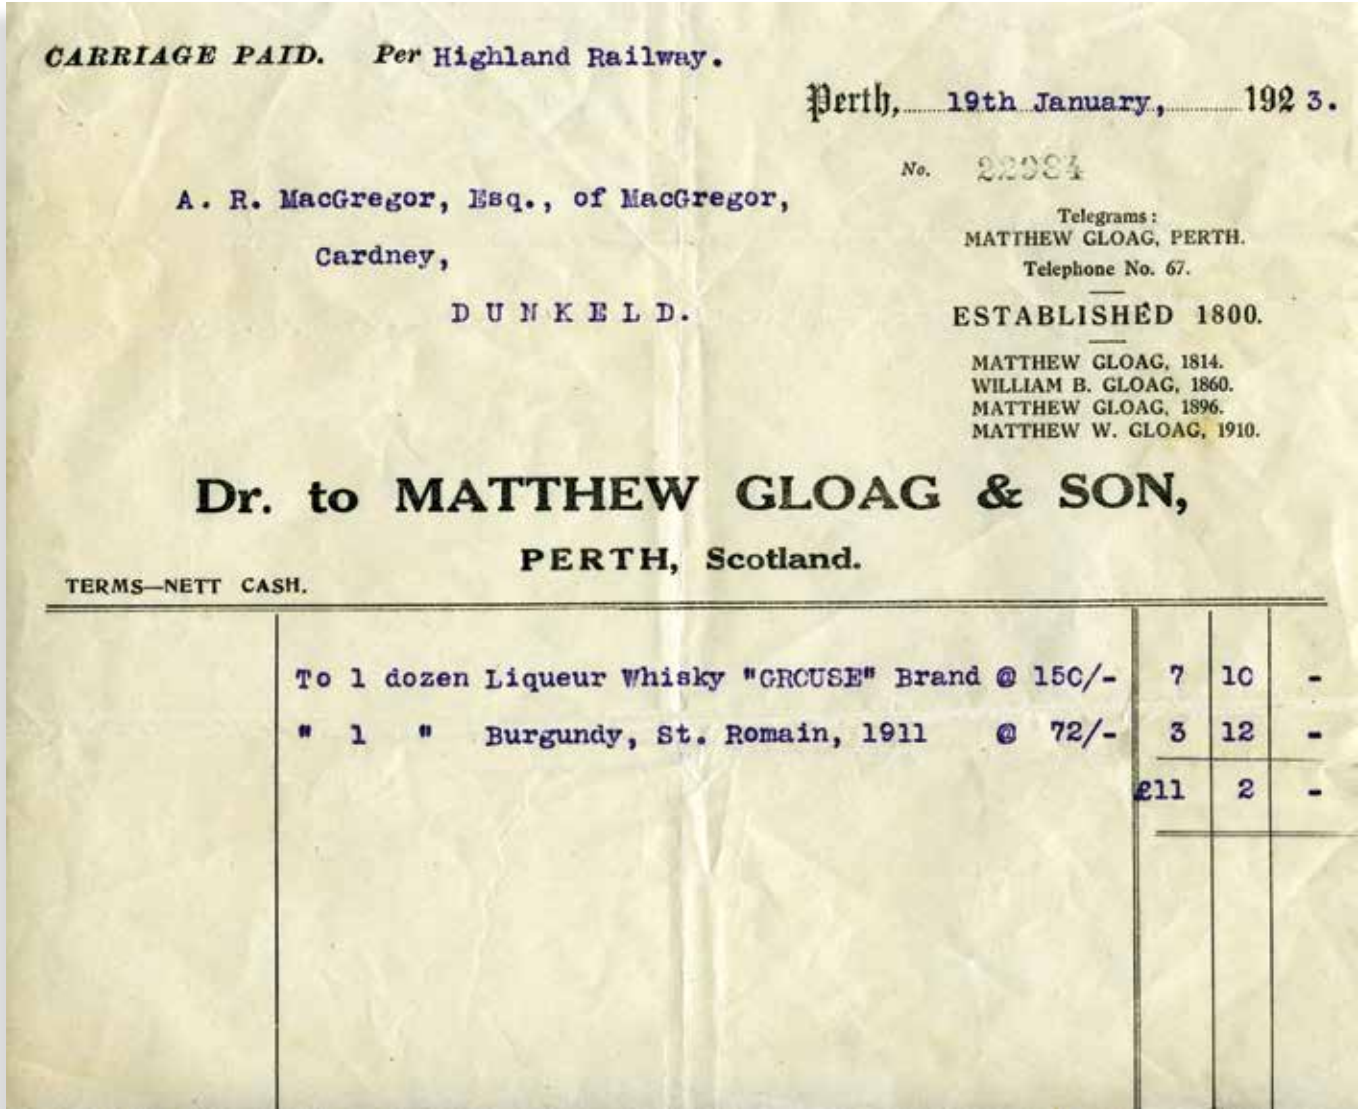 CARRIAGE PAID. Per Highland Railway.
Perth, 19th January, 1923.
No. 22984
A. R. MacGregor, Esq., of MacGregor,
Cardney,
DUNKELD.
Telegrams:
MATTHEW GLOAG, PERTH.
Telephone No. 67.
ESTABLISHED 1800.
MATTHEW GLOAG, 1814.
WILLIAM B. GLOAG, 1860.
MATTHEW GLOAG, 1896.
MATTHEW W. GLOAG, 1910.
Dr. to MATTHEW GLOAG & SON,
PERTH, Scotland.
TERMS—NETT CASH.
To 1 dozen Liqueur Whisky "GROUSE" Brand @ 150/- 7 10 -
" 1 " Burgundy, St. Romain, 1911 @ 72/- 3 12 -
£11 2 -